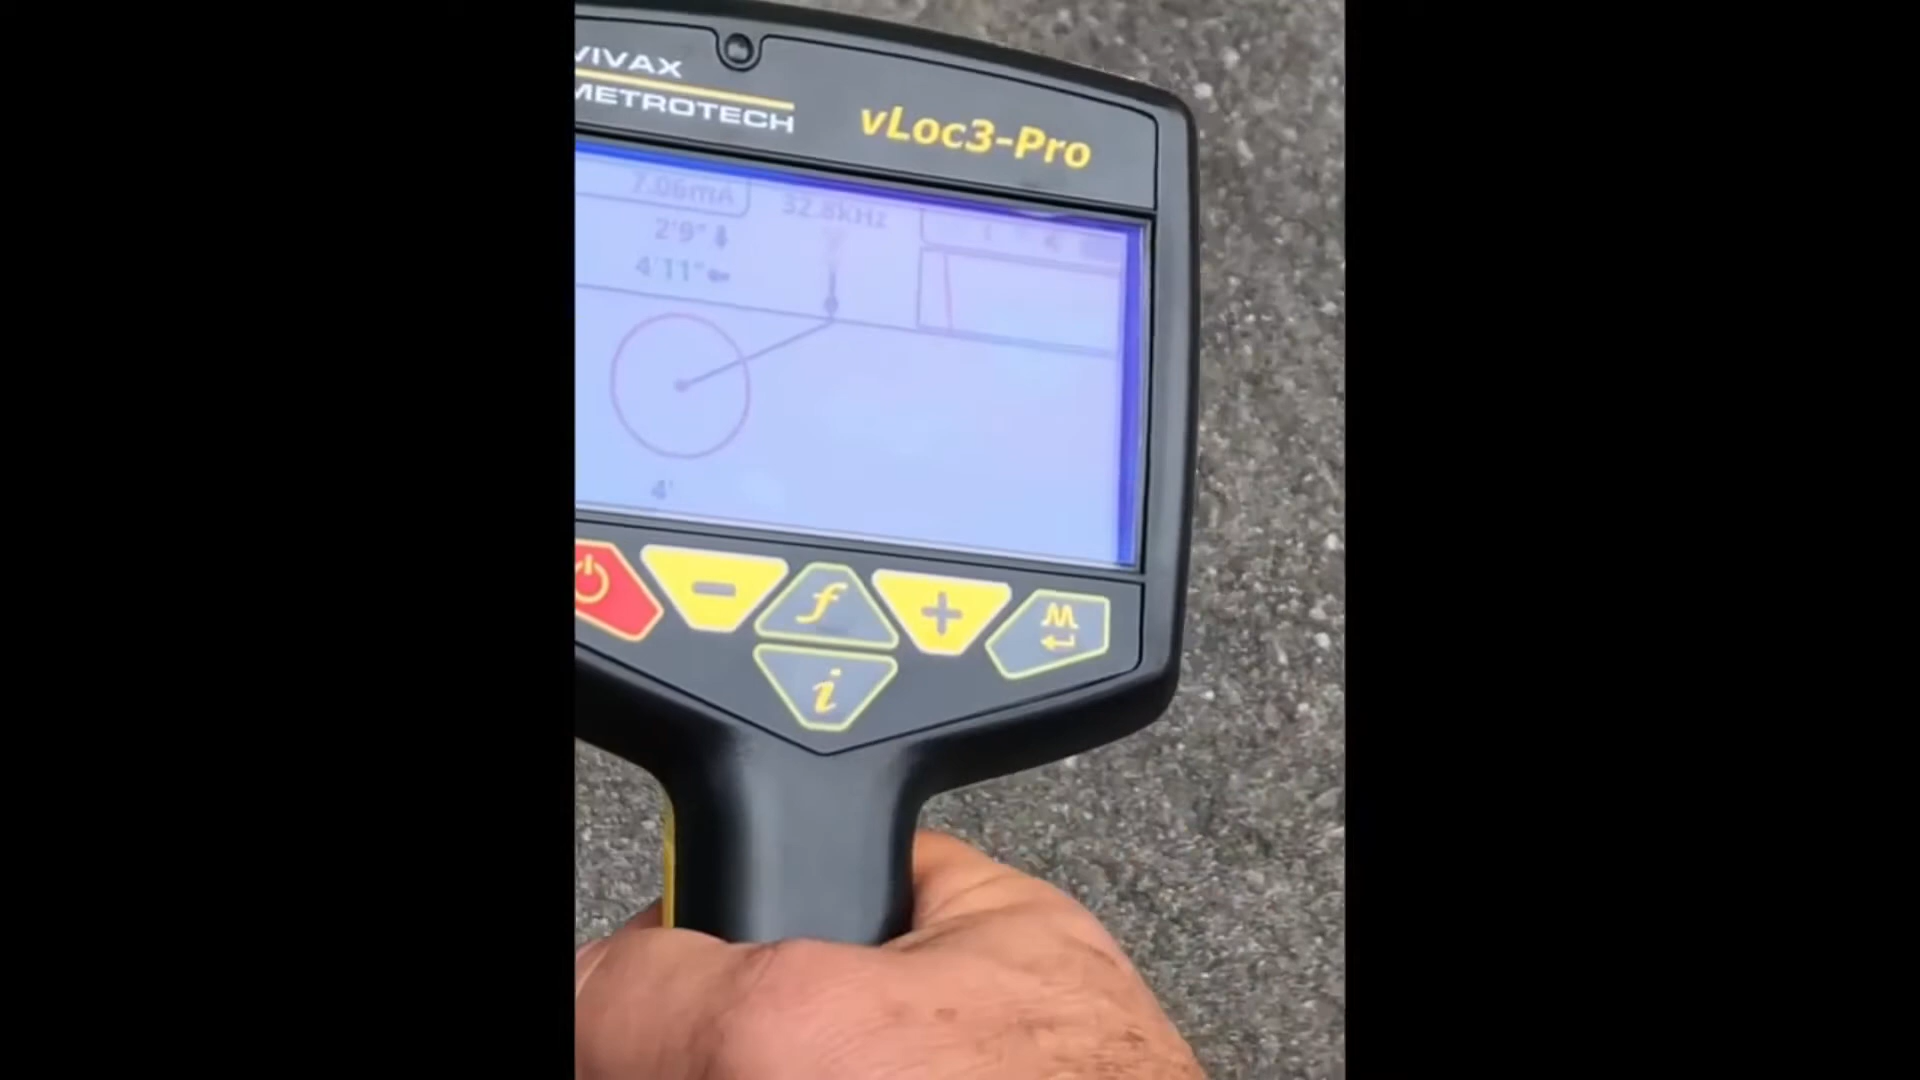 VIVAX
METROTECH
vLoc3-Pro
7.06mA
32.8kHz
2'9"
4'11"
4'
f
i